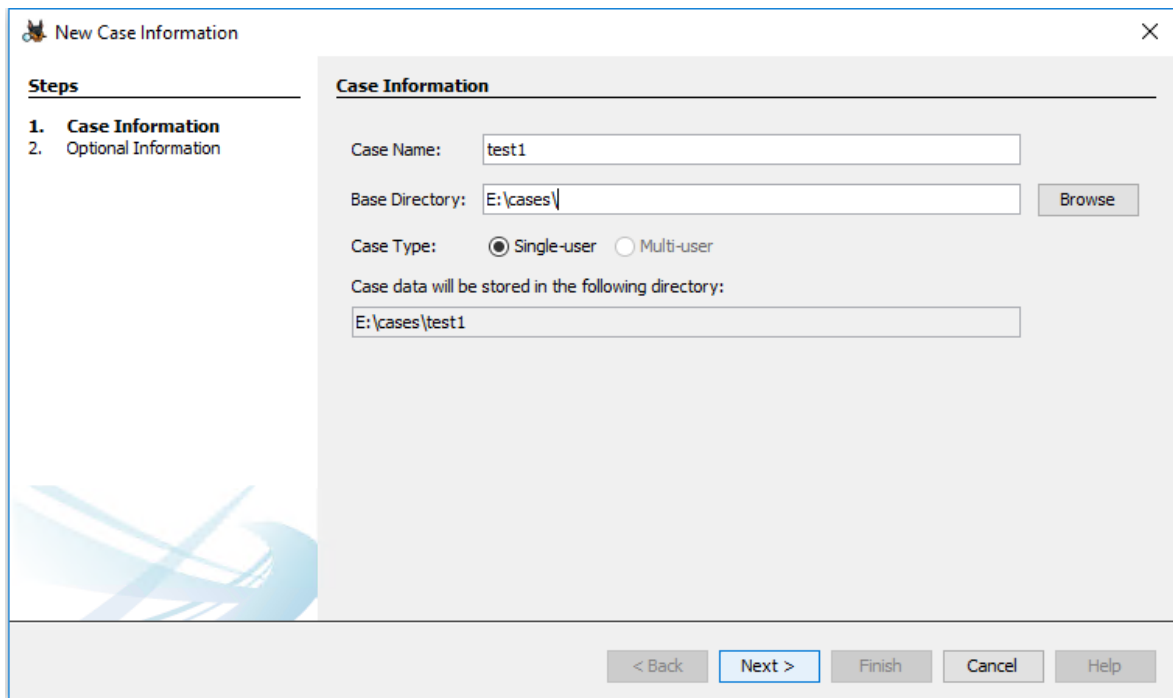 New Case Information
Steps
1. Case Information
2. Optional Information
Case Information
Case Name: test1
Base Directory: E:\cases\ Browse
Case Type: Single-user Multi-user
Case data will be stored in the following directory:
E:\cases\test1
< Back Next > Finish Cancel Help